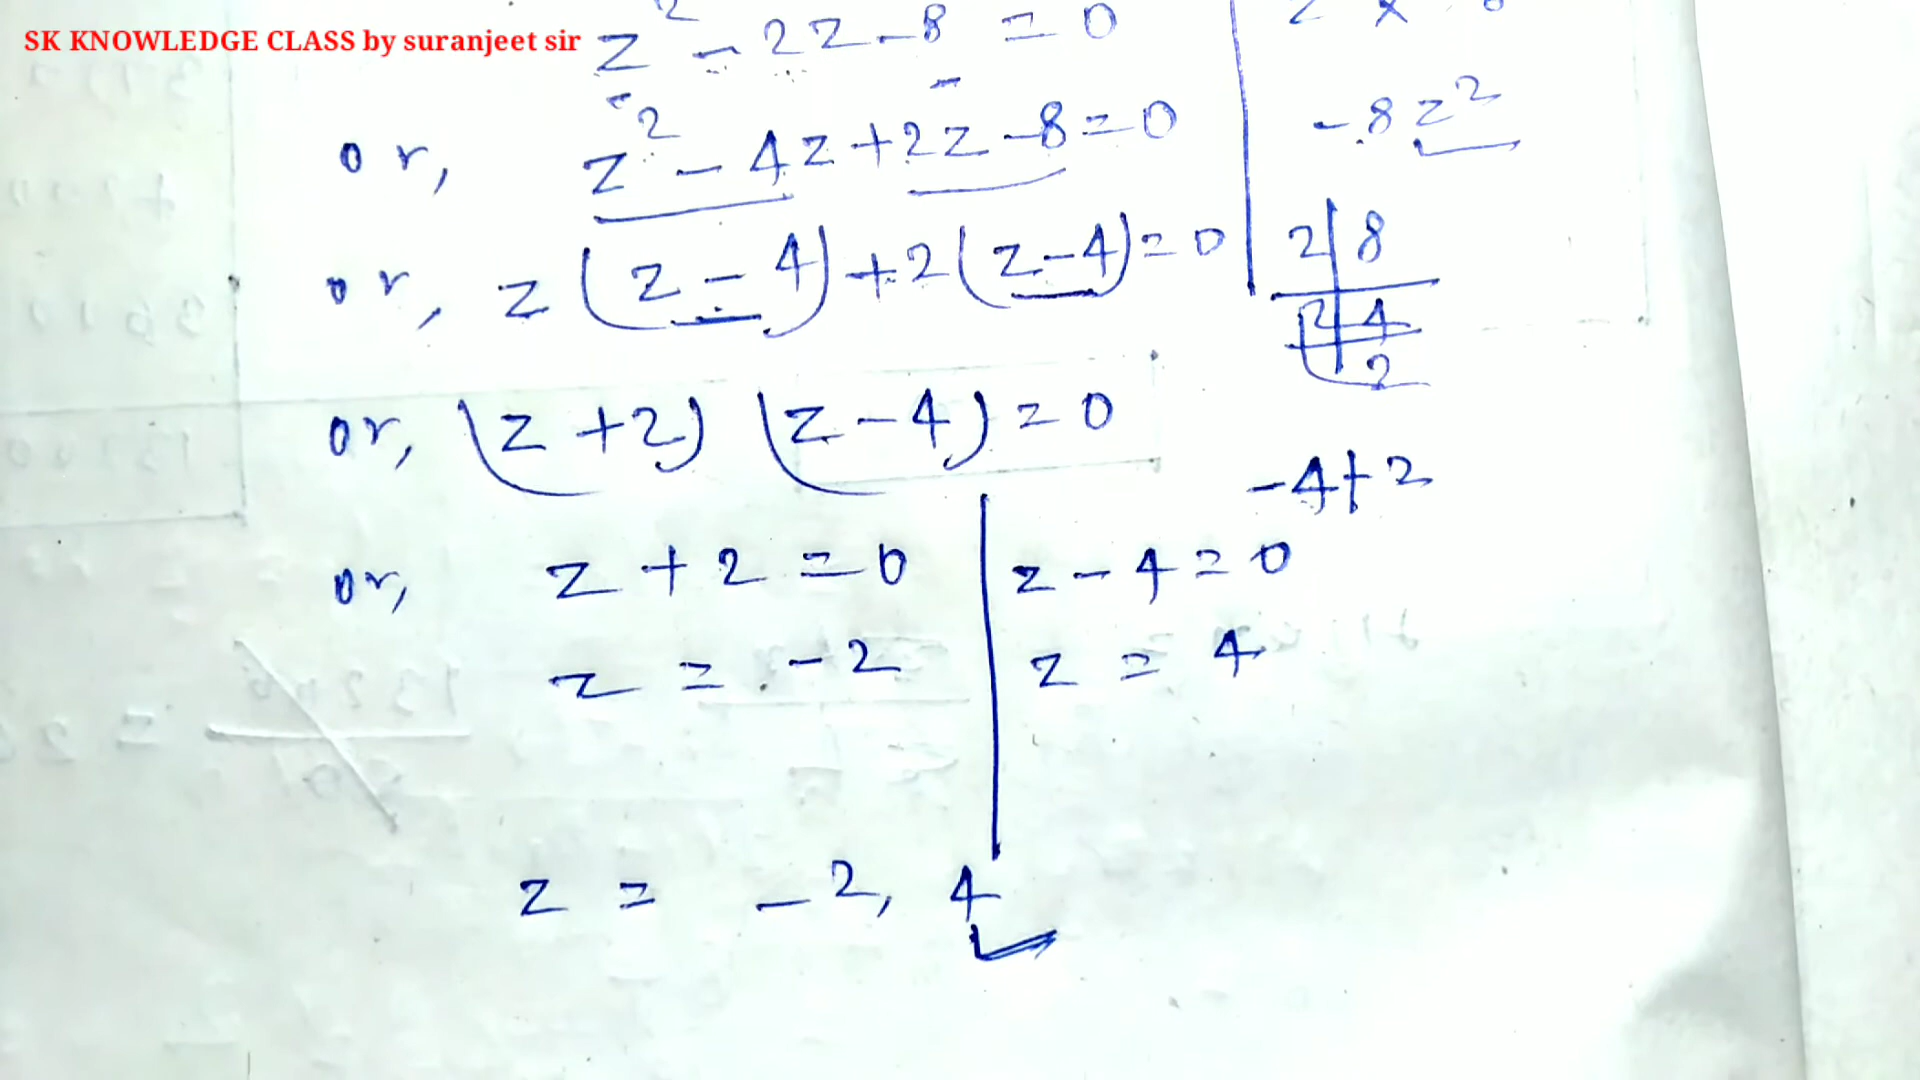 SK KNOWLEDGE CLASS by suranjeet sir
z² - 2z - 8 = 0
or, z² - 4z + 2z - 8 = 0
or, z(z - 4) + 2(z - 4) = 0
or, (z + 2) (z - 4) = 0
or, z + 2 = 0 | z - 4 = 0
z = -2 | z = 4
z = -2, 4
-8z²
2|8
2|4
2
-4+2